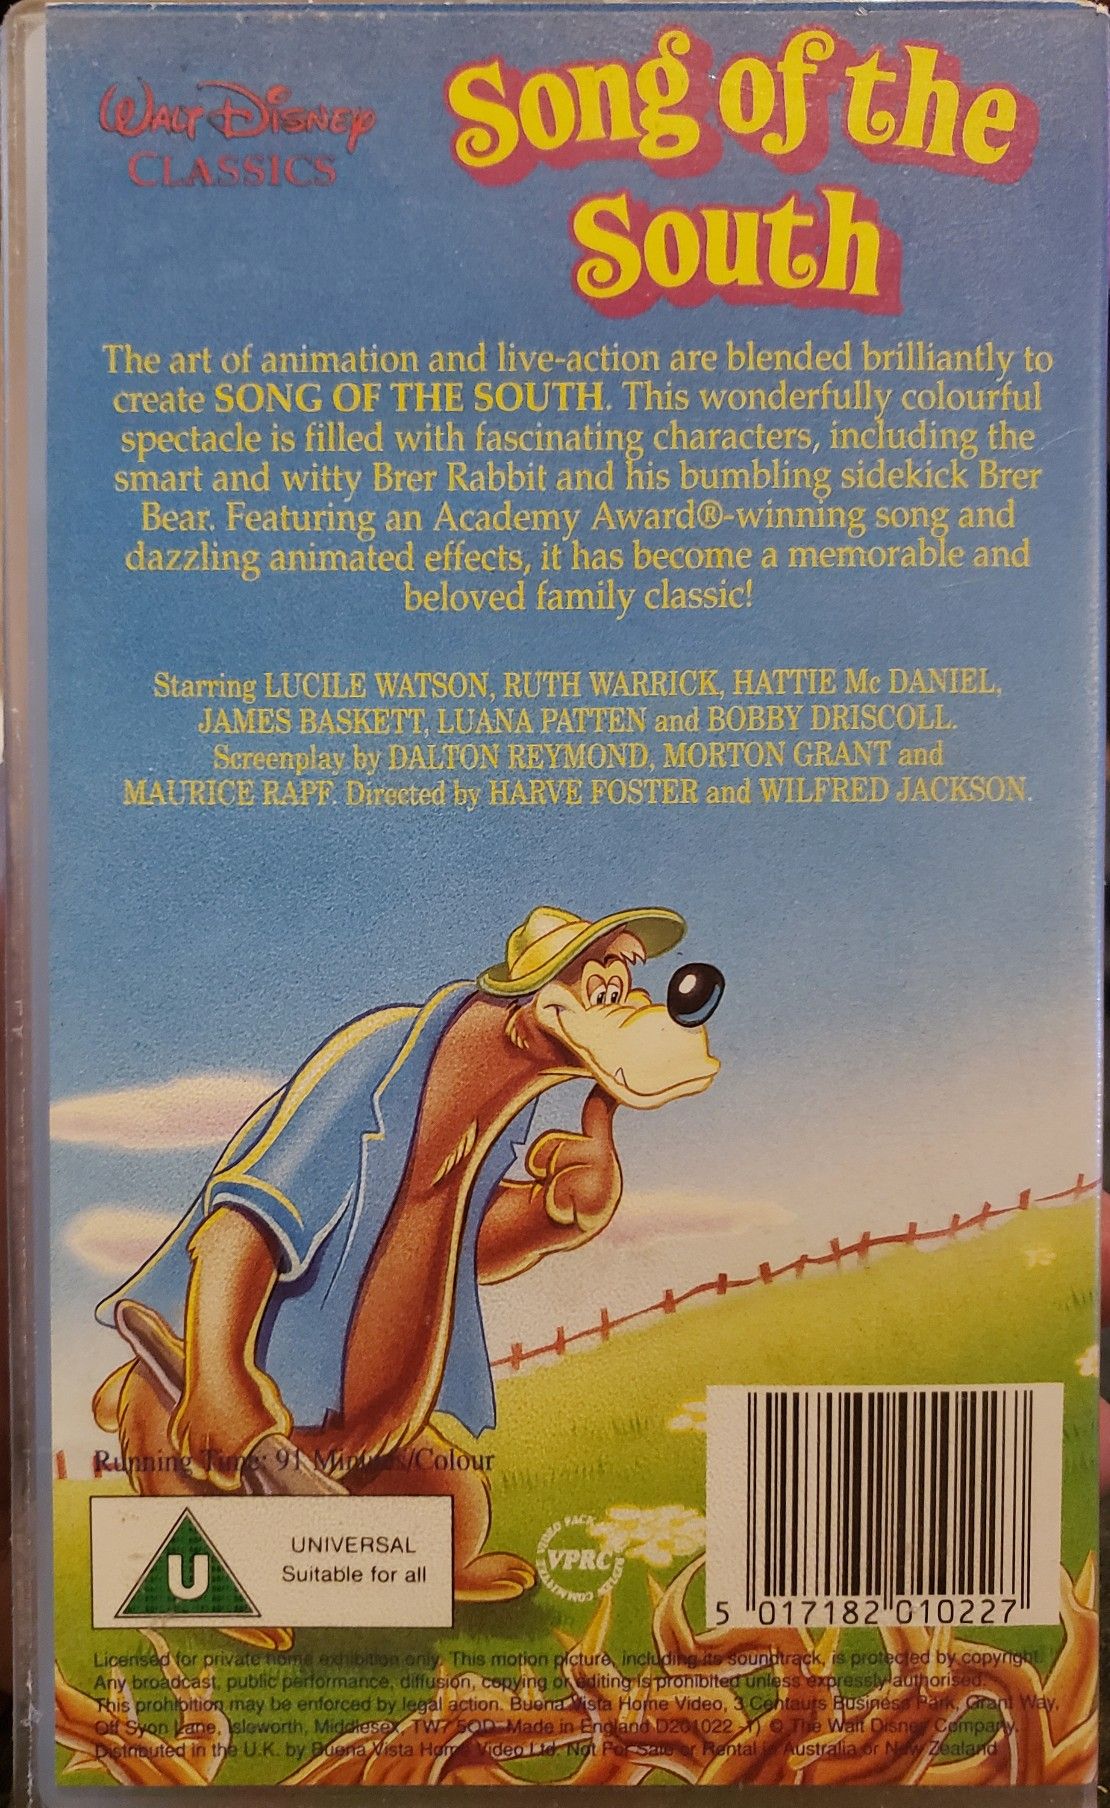 WALT DISNEY
CLASSICS
Song of the
South
The art of animation and live-action are blended brilliantly to
create SONG OF THE SOUTH. This wonderfully colourful
spectacle is filled with fascinating characters, including the
smart and witty Brer Rabbit and his bumbling sidekick Brer
Bear. Featuring an Academy Award®-winning song and
dazzling animated effects, it has become a memorable and
beloved family classic!
Starring LUCILE WATSON, RUTH WARRICK, HATTIE Mc DANIEL,
JAMES BASKETT, LUANA PATTEN and BOBBY DRISCOLL.
Screenplay by DALTON REYMOND, MORTON GRANT and
MAURICE RAPF. Directed by HARVE FOSTER and WILFRED JACKSON.
Running Time: 91 Minutes/Colour
U
UNIVERSAL
Suitable for all
VIDEO PACKAGING REVIEW COMMITTEE
VPRC
5 017182 010227
Licensed for private home exhibition only. This motion picture, including its soundtrack, is protected by copyright.
Any broadcast, public performance, diffusion, copying or editing is prohibited unless expressly authorised.
This prohibition may be enforced by legal action. Buena Vista Home Video, 3 Centaurs Business Park, Grant Way,
Off Syon Lane, Isleworth, Middlesex, TW7 5QD. Made in England D201022 -1) © The Walt Disney Company.
Distributed in the U.K. by Buena Vista Home Video Ltd. Not For Sale or Rental in Australia or New Zealand